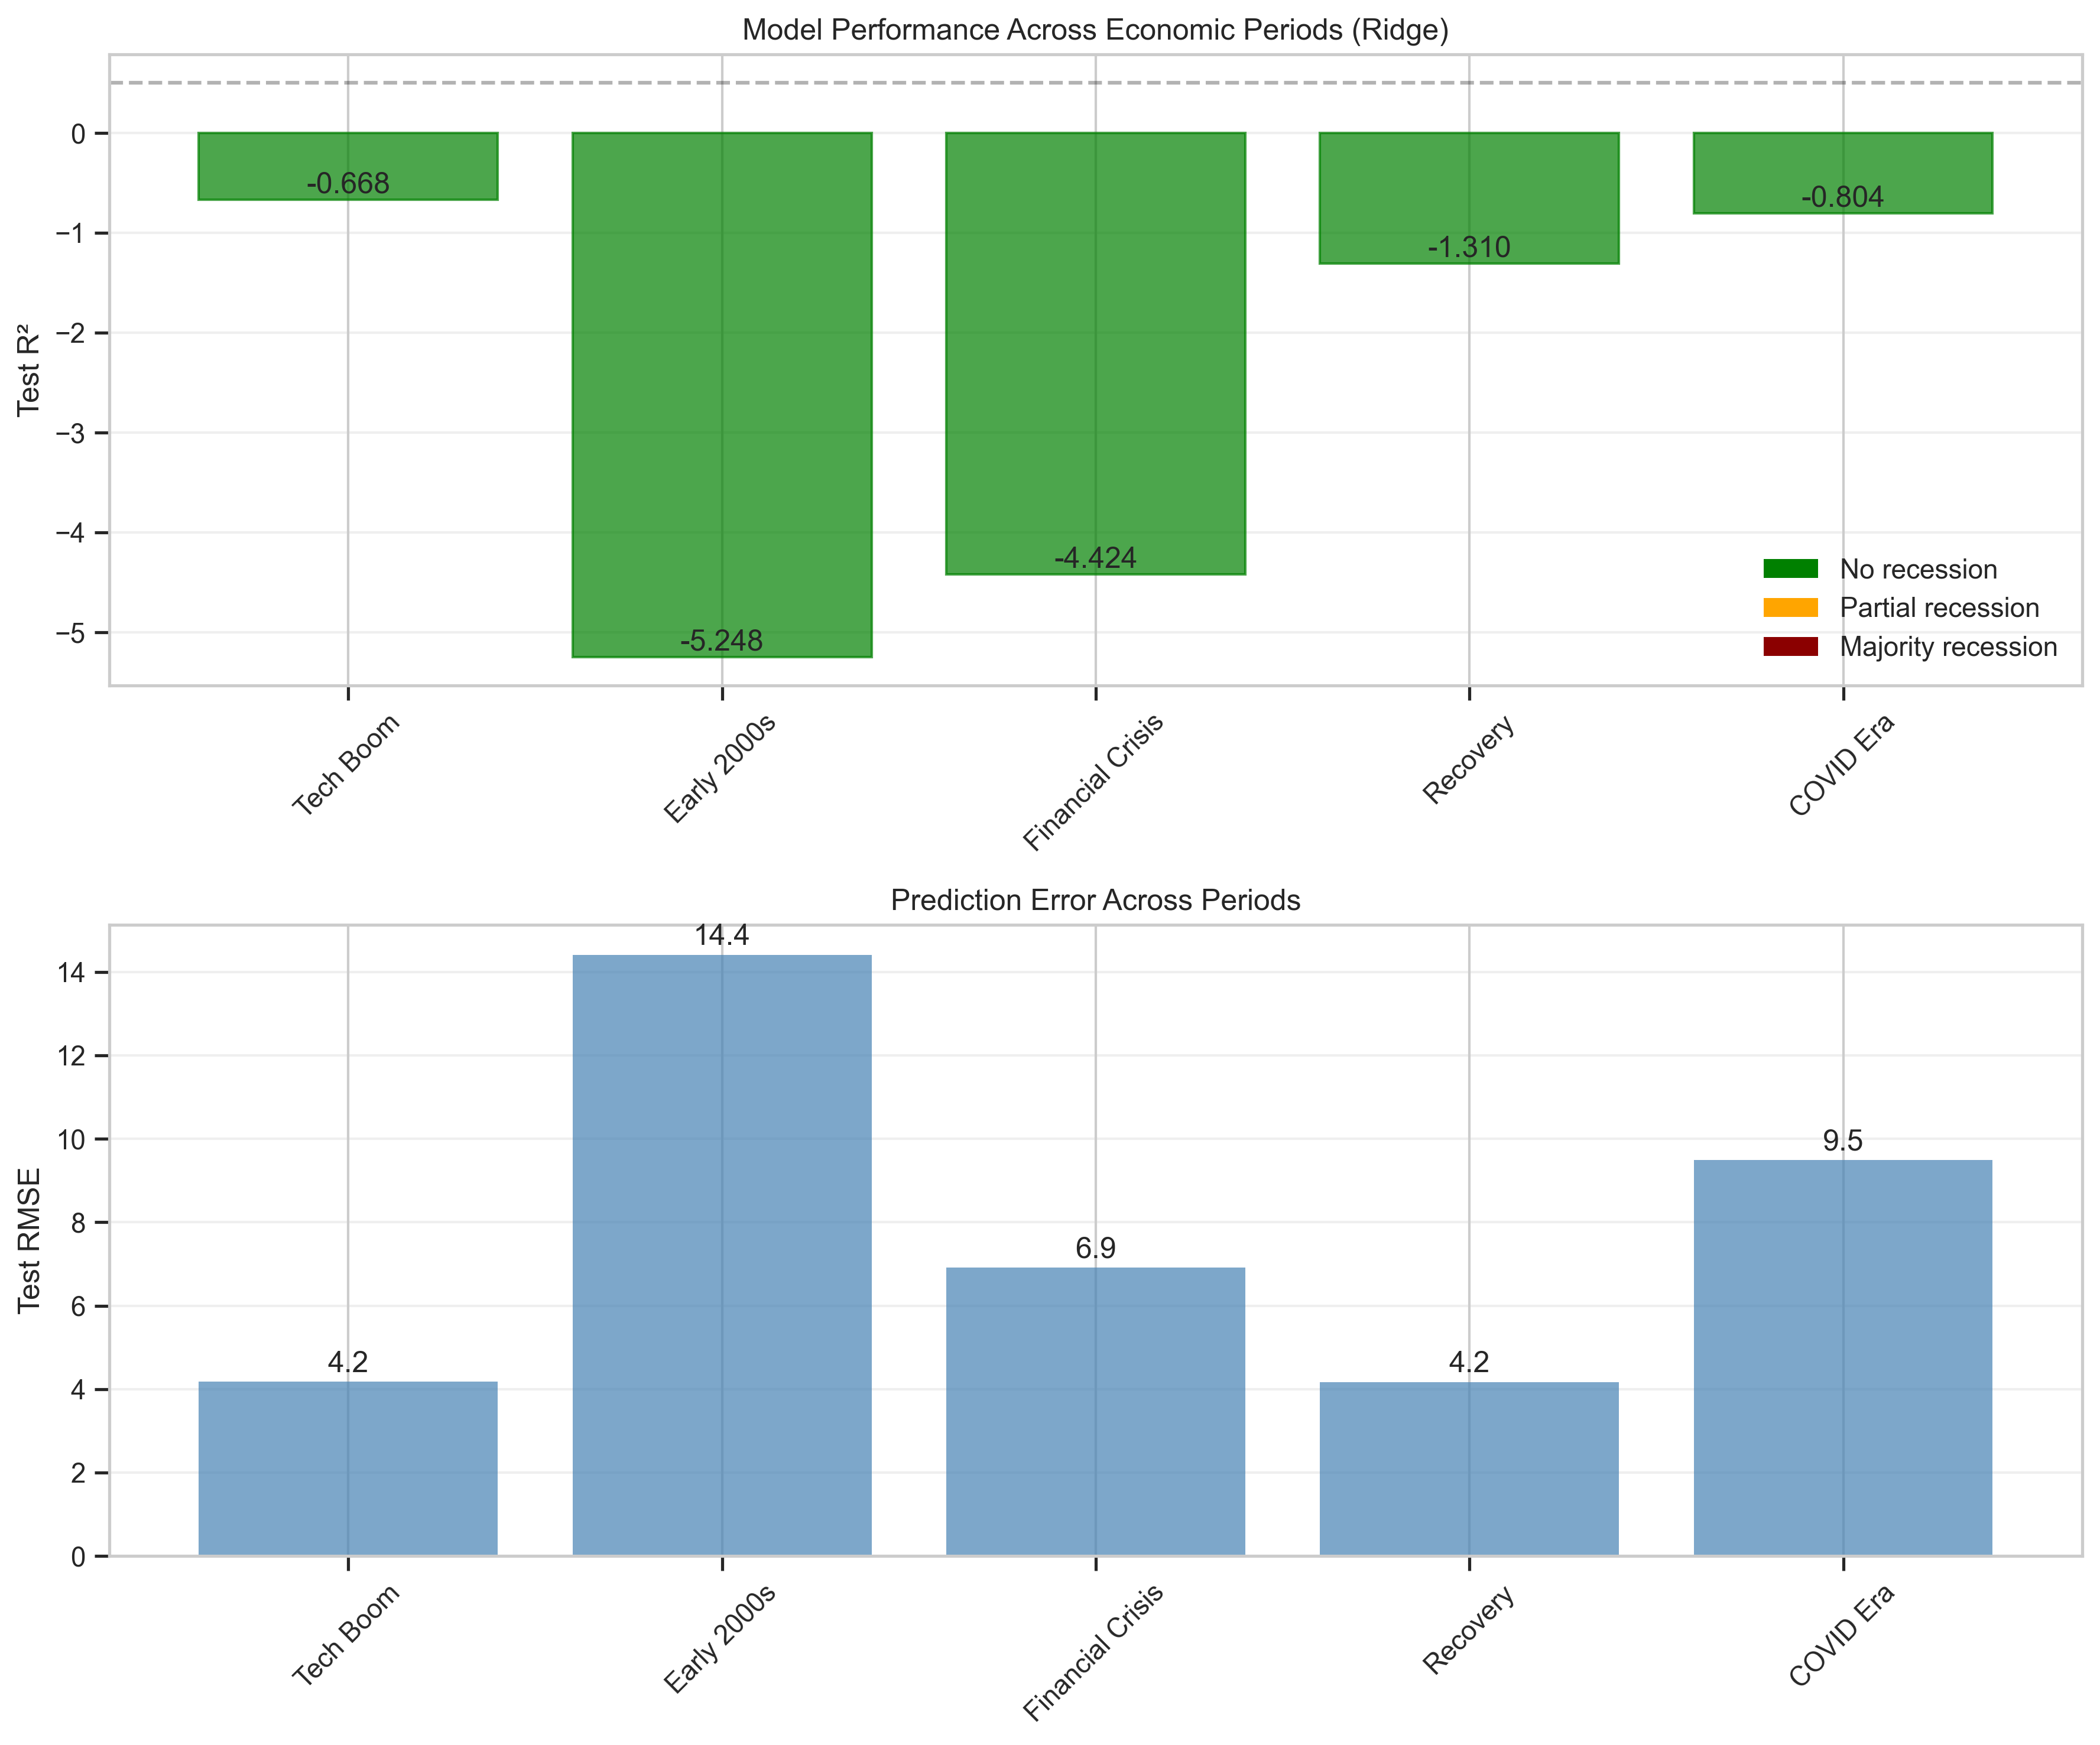 Model Performance Across Economic Periods (Ridge)
Test R²
0
−1
−2
−3
−4
−5
-0.668
-5.248
-4.424
-1.310
-0.804
No recession
Partial recession
Majority recession
Tech Boom
Early 2000s
Financial Crisis
Recovery
COVID Era
Prediction Error Across Periods
Test RMSE
14
12
10
8
6
4
2
0
4.2
14.4
6.9
4.2
9.5
Tech Boom
Early 2000s
Financial Crisis
Recovery
COVID Era